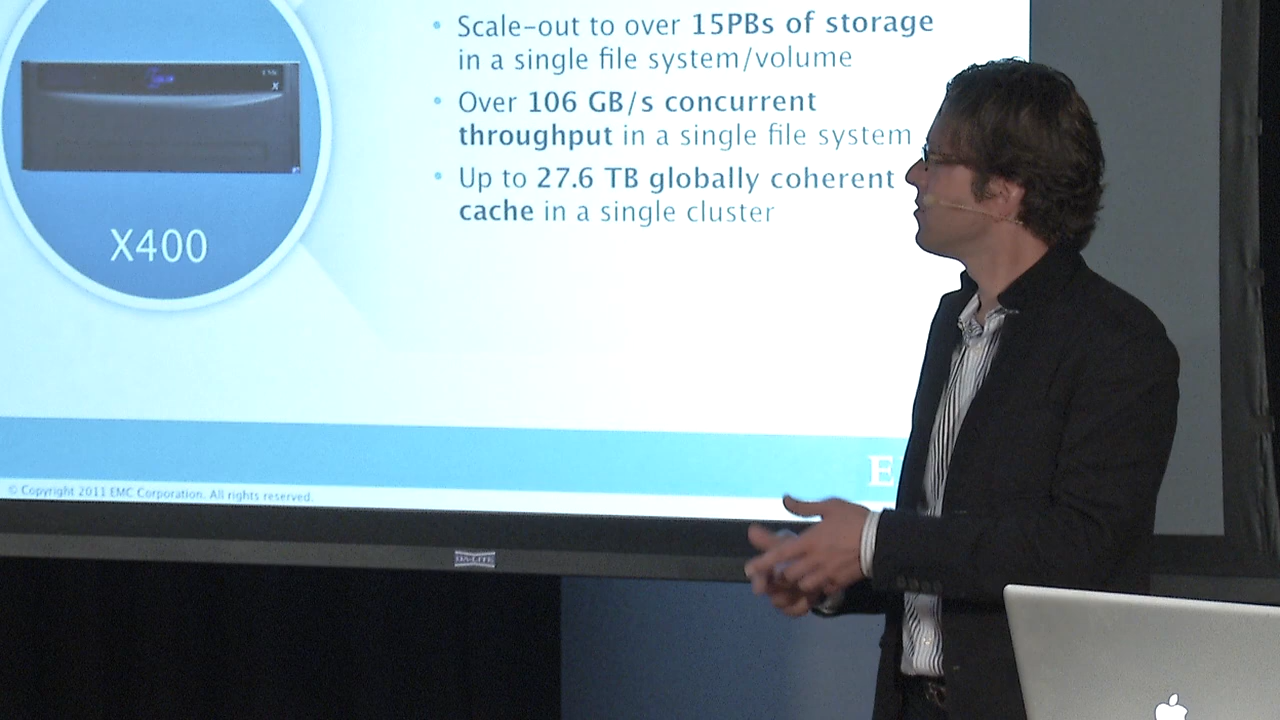 Scale-out to over 15PBs of storage
in a single file system/volume
Over 106 GB/s concurrent
throughput in a single file system
Up to 27.6 TB globally coherent
cache in a single cluster
X400
E
© Copyright 2011 EMC Corporation. All rights reserved.
DA-LITE